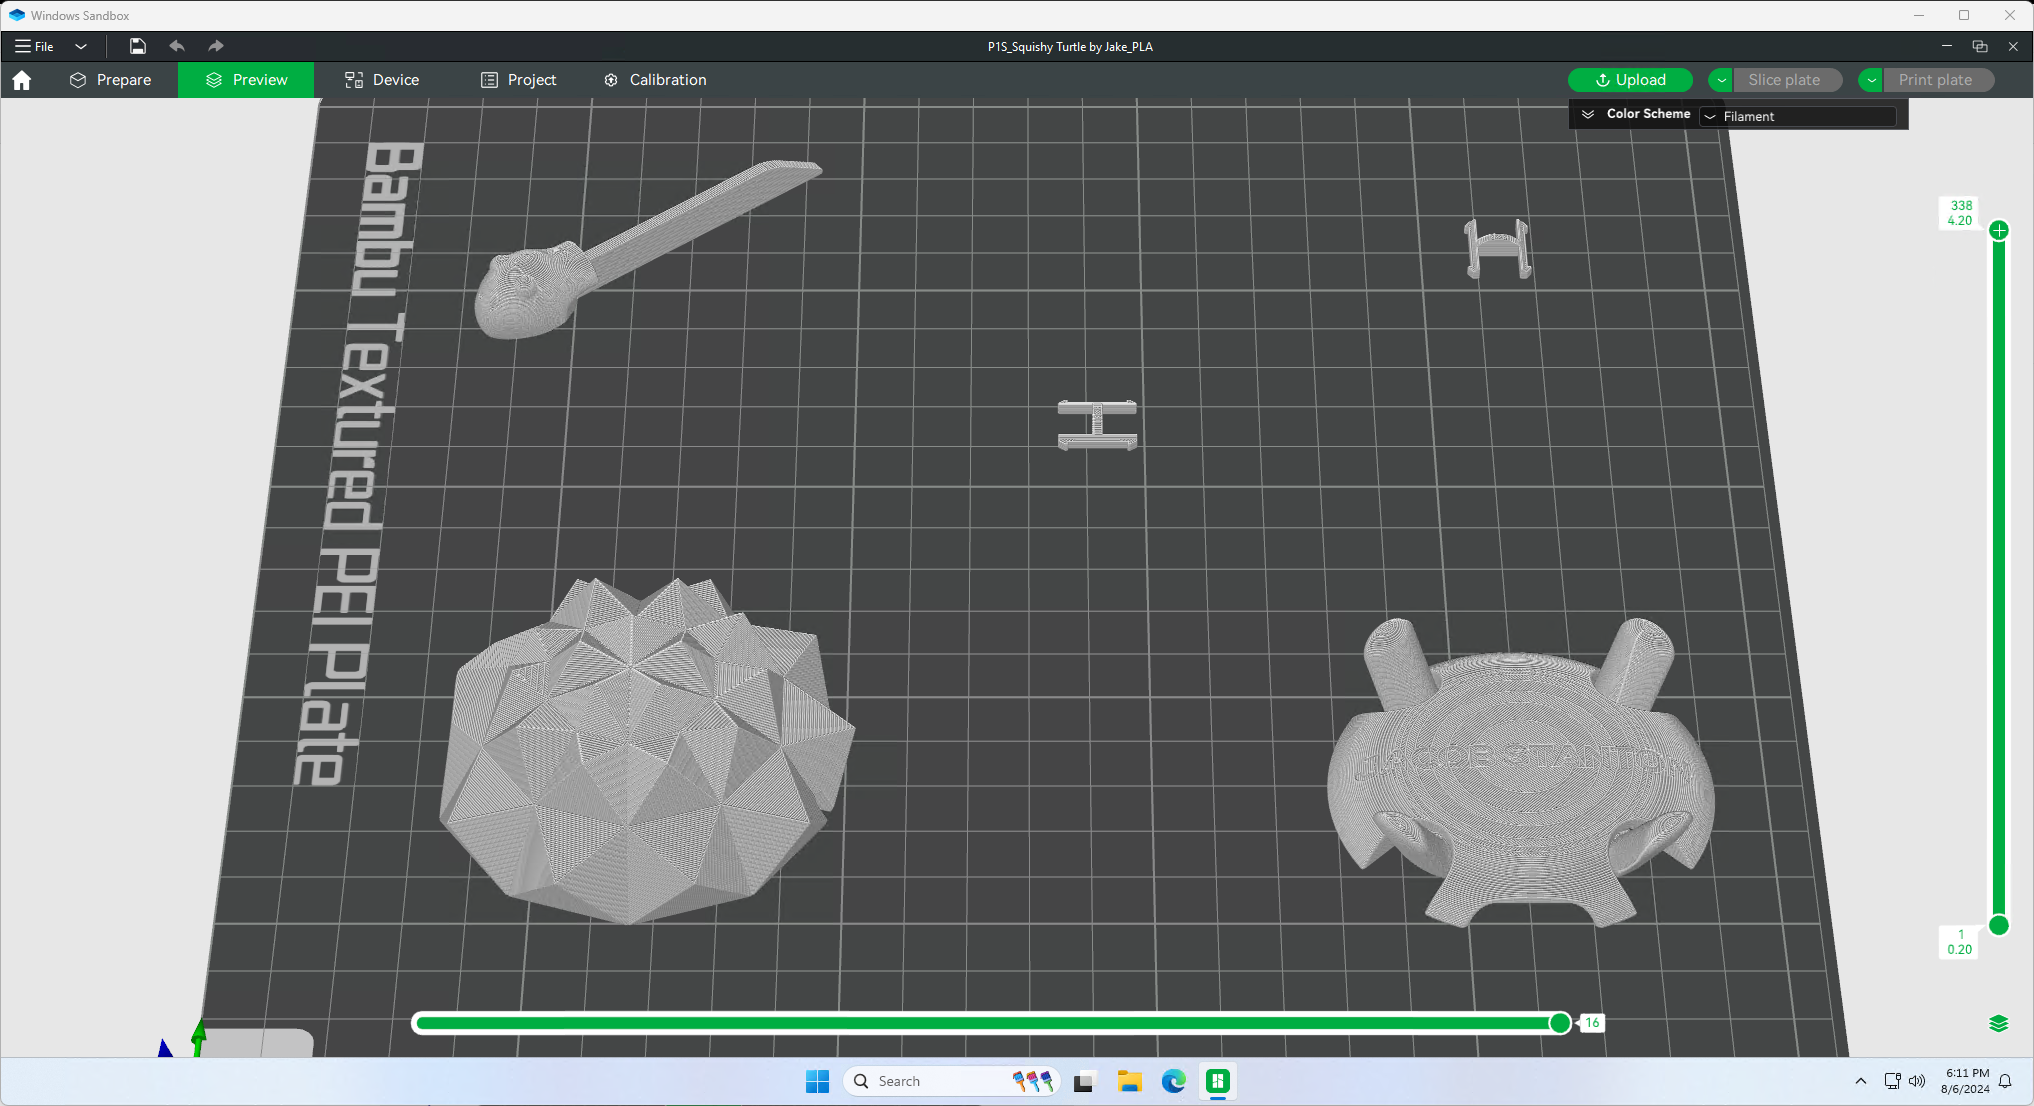 Windows Sandbox
File
P1S_Squishy Turtle by Jake_PLA
Prepare
Preview
Device
Project
Calibration
Upload
Slice plate
Print plate
Color Scheme
Filament
Bambu Textured PEI Plate
338
4.20
JACOB STANTON
1
0.20
16
Search
6:11 PM
8/6/2024